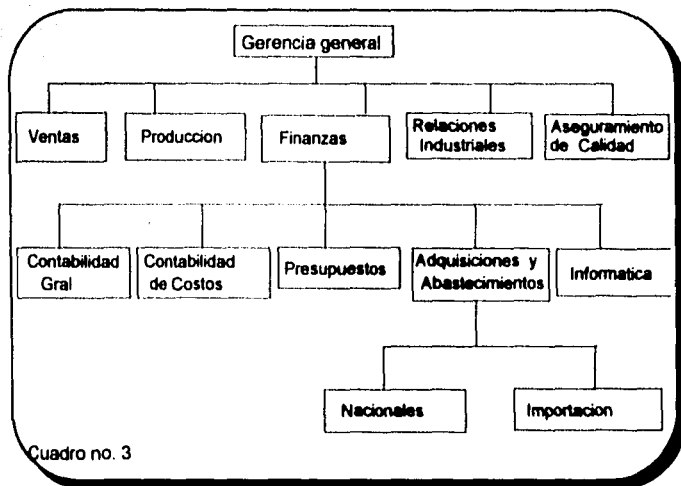 Gerencia general
Ventas
Produccion
Finanzas
Relaciones
Industriales
Aseguramiento
de Calidad
Contabilidad
Gral
Contabilidad
de Costos
Presupuestos
Adquisiciones y
Abastecimientos
Informatica
Nacionales
Importacion
Cuadro no. 3